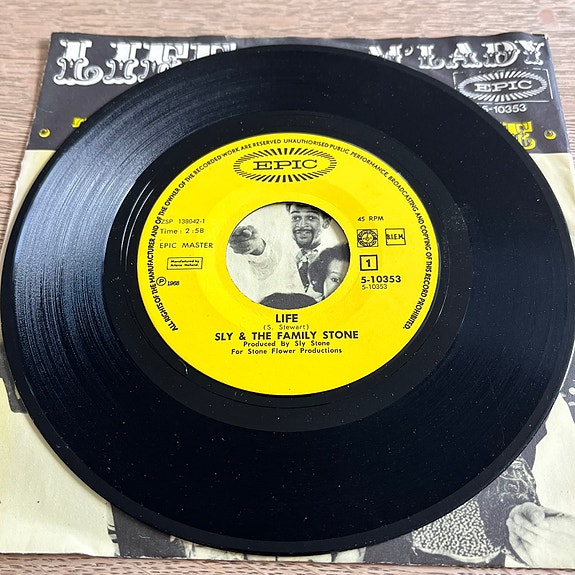 LIFE M'LADY
EPIC
5-10353
ALL RIGHTS OF THE MANUFACTURER AND OF THE OWNER OF THE RECORDED WORK ARE RESERVED UNAUTHORISED PUBLIC PERFORMANCE, BROADCASTING AND COPYING OF THIS RECORD PROHIBITED.
EPIC
ZSP 138042-1
Time: 2:58
EPIC MASTER
Manufactured by
Artone Holland
℗ 1968
45 RPM
B.I.E.M.
1
5-10353
5-10353
LIFE
(S. Stewart)
SLY & THE FAMILY STONE
Produced By Sly Stone
For Stone Flower Productions